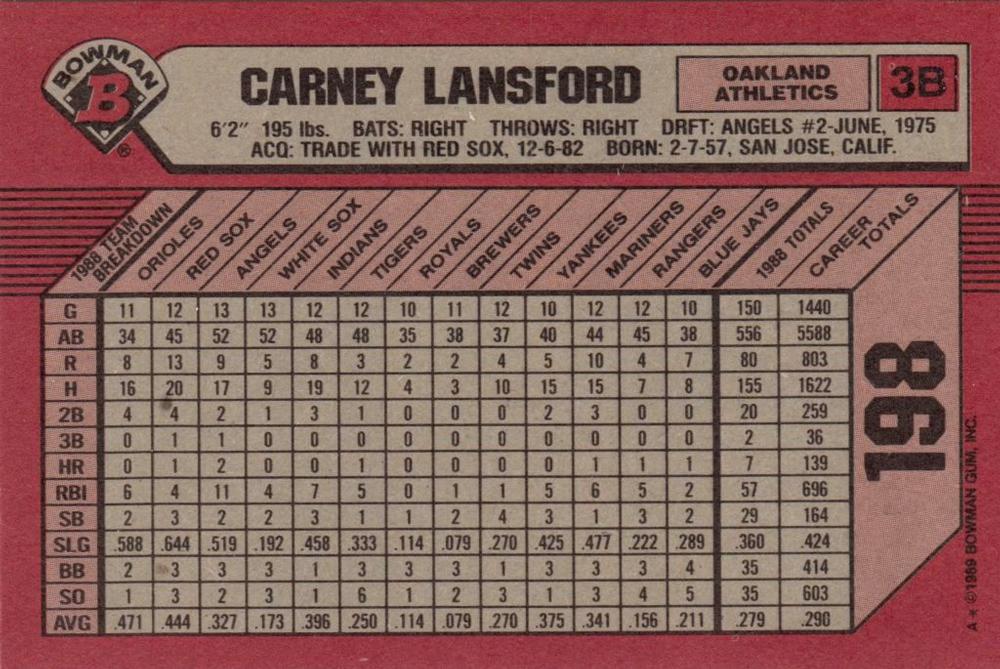 BOWMAN
B
®
CARNEY LANSFORD
OAKLAND
ATHLETICS
3B
6'2" 195 lbs. BATS: RIGHT THROWS: RIGHT DRFT: ANGELS #2-JUNE, 1975
ACQ: TRADE WITH RED SOX, 12-6-82 BORN: 2-7-57, SAN JOSE, CALIF.
1988 TEAM BREAKDOWN ORIOLES RED SOX ANGELS WHITE SOX INDIANS TIGERS ROYALS BREWERS TWINS YANKEES MARINERS RANGERS BLUE JAYS 1988 TOTALS CAREER TOTALS
G 11 12 13 13 12 12 10 11 12 10 12 12 10 150 1440
AB 34 45 52 52 48 48 35 38 37 40 44 45 38 556 5588
R 8 13 9 5 8 3 2 2 4 5 10 4 7 80 803
H 16 20 17 9 19 12 4 3 10 15 15 7 8 155 1622
2B 4 4 2 1 3 1 0 0 0 2 3 0 0 20 259
3B 0 1 1 0 0 0 0 0 0 0 0 0 0 2 36
HR 0 1 2 0 0 1 0 0 0 0 1 1 1 7 139
RBI 6 4 11 4 7 5 0 1 1 5 6 5 2 57 696
SB 2 3 2 2 3 1 1 2 4 3 1 3 2 29 164
SLG .588 .644 .519 .192 .458 .333 .114 .079 .270 .425 .477 .222 .289 .360 .424
BB 2 3 3 3 1 3 3 3 1 3 3 3 4 35 414
SO 1 3 2 3 1 6 1 2 3 1 3 4 5 35 603
AVG .471 .444 .327 .173 .396 .250 .114 .079 .270 .375 .341 .156 .211 .279 .290
198
A * ©1989 BOWMAN GUM, INC.